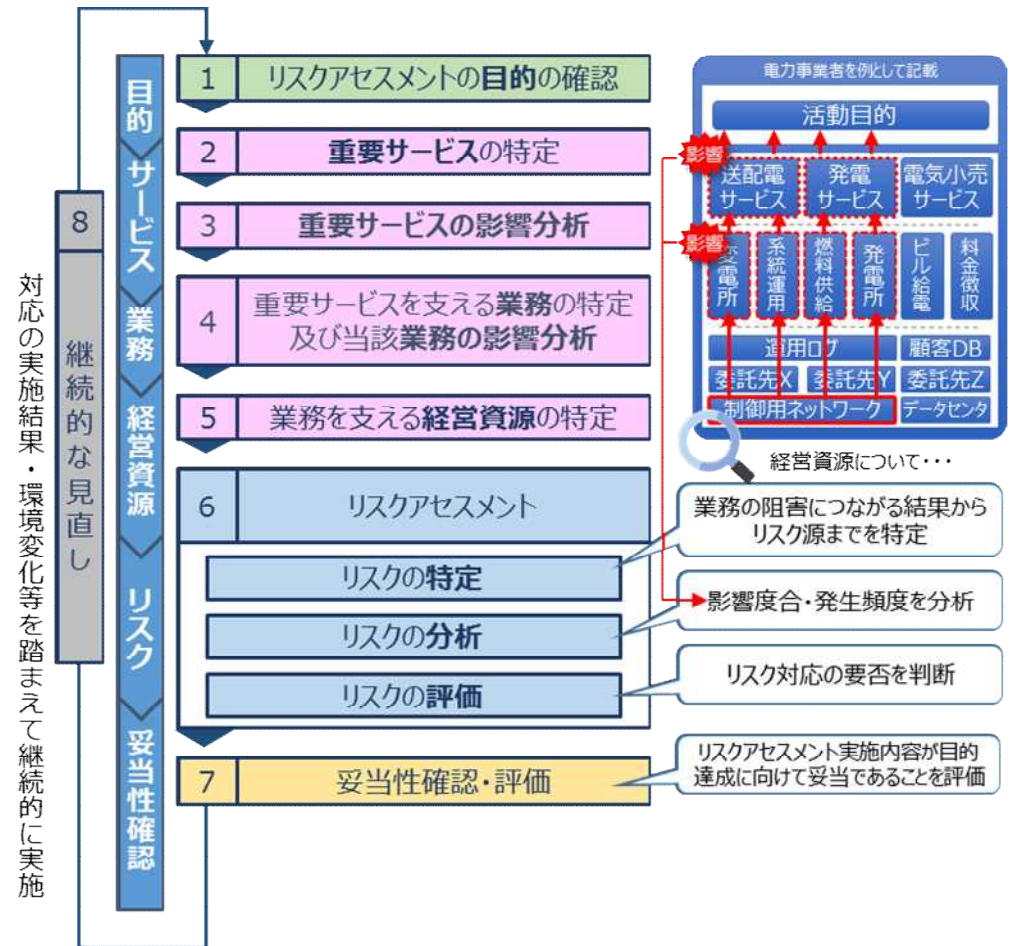 対応の実施結果・環境変化等を踏まえて継続的に実施
8
継続的な見直し
目的
サービス
業務
経営資源
リスク
妥当性確認
1
リスクアセスメントの目的の確認
2
重要サービスの特定
3
重要サービスの影響分析
4
重要サービスを支える業務の特定
及び当該業務の影響分析
5
業務を支える経営資源の特定
6
リスクアセスメント
リスクの特定
リスクの分析
リスクの評価
7
妥当性確認・評価
電力事業者を例として記載
活動目的
影響
送配電
サービス
発電
サービス
電気小売
サービス
影響
変電所
系統運用
燃料供給
発電所
ビル給電
料金徴収
運用ログ
顧客DB
委託先X
委託先Y
委託先Z
制御用ネットワーク
データセンタ
経営資源について・・・
業務の阻害につながる結果から
リスク源までを特定
影響度合・発生頻度を分析
リスク対応の要否を判断
リスクアセスメント実施内容が目的
達成に向けて妥当であることを評価